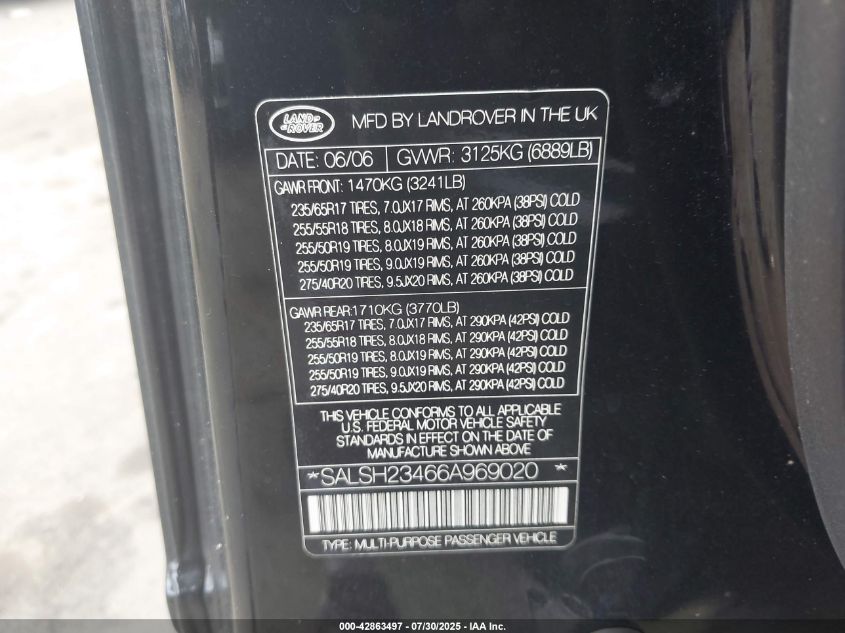 LAND
ROVER
MFD BY LANDROVER IN THE UK
DATE: 06/06 GVWR: 3125KG (6889LB)
GAWR FRONT: 1470KG (3241LB)
235/65R17 TIRES, 7.0JX17 RIMS, AT 260KPA (38PSI) COLD
255/55R18 TIRES, 8.0JX18 RIMS, AT 260KPA (38PSI) COLD
255/50R19 TIRES, 8.0JX19 RIMS, AT 260KPA (38PSI) COLD
255/50R19 TIRES, 9.0JX19 RIMS, AT 260KPA (38PSI) COLD
275/40R20 TIRES, 9.5JX20 RIMS, AT 260KPA (38PSI) COLD
GAWR REAR:1710KG (3770LB)
235/65R17 TIRES, 7.0JX17 RIMS, AT 290KPA (42PSI) COLD
255/55R18 TIRES, 8.0JX18 RIMS, AT 290KPA (42PSI) COLD
255/50R19 TIRES, 8.0JX19 RIMS, AT 290KPA (42PSI) COLD
255/50R19 TIRES, 9.0JX19 RIMS, AT 290KPA (42PSI) COLD
275/40R20 TIRES, 9.5JX20 RIMS, AT 290KPA (42PSI) COLD
THIS VEHICLE CONFORMS TO ALL APPLICABLE
U.S. FEDERAL MOTOR VEHICLE SAFETY
STANDARDS IN EFFECT ON THE DATE OF
MANUFACTURE SHOWN ABOVE
*SALSH23466A969020 *
TYPE: MULTI-PURPOSE PASSENGER VEHICLE
000-42863497 - 07/30/2025 - IAA Inc.